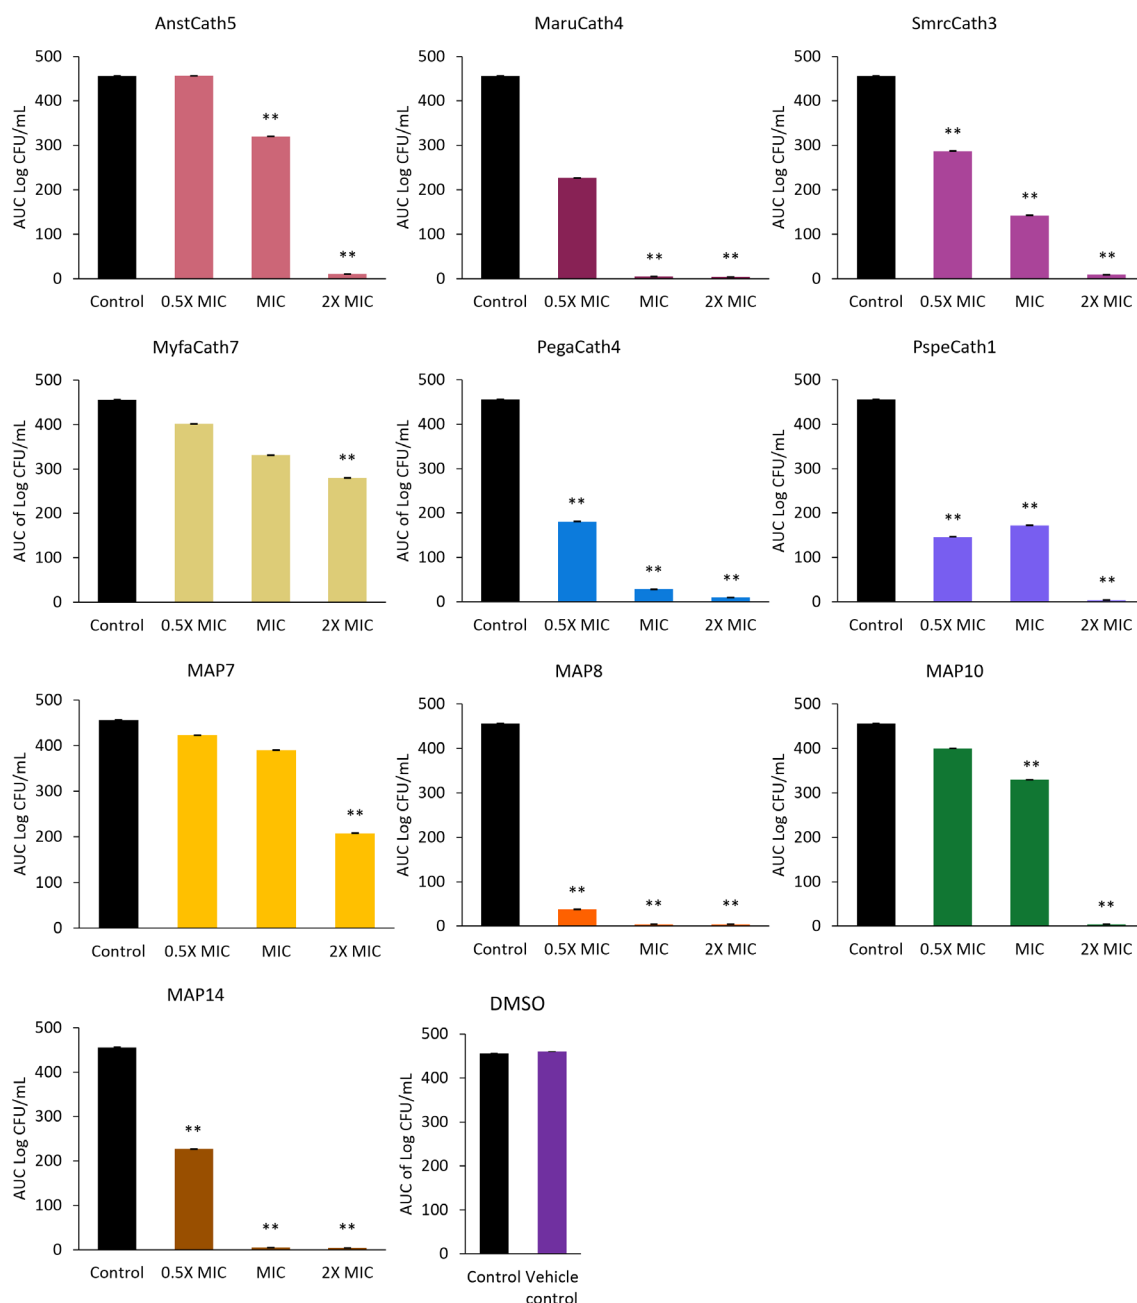 AnstCath5
MaruCath4
SmrcCath3
AUC Log CFU/mL
500
400
300
200
100
0
**
**
Control
0.5X MIC
MIC
2X MIC
AUC Log CFU/mL
500
400
300
200
100
0
**
**
Control
0.5X MIC
MIC
2X MIC
AUC Log CFU/mL
500
400
300
200
100
0
**
**
**
Control
0.5X MIC
MIC
2X MIC
MyfaCath7
PegaCath4
PspeCath1
AUC of Log CFU/mL
500
400
300
200
100
0
**
Control
0.5X MIC
MIC
2X MIC
AUC of Log CFU/mL
500
400
300
200
100
0
**
**
**
Control
0.5X MIC
MIC
2X MIC
AUC Log CFU/mL
500
400
300
200
100
0
**
**
**
Control
0.5X MIC
MIC
2X MIC
MAP7
MAP8
MAP10
AUC Log CFU/mL
500
400
300
200
100
0
**
Control
0.5X MIC
MIC
2X MIC
AUC Log CFU/mL
500
400
300
200
100
0
**
**
**
Control
0.5X MIC
MIC
2X MIC
AUC Log CFU/mL
500
400
300
200
100
0
**
**
Control
0.5X MIC
MIC
2X MIC
MAP14
DMSO
AUC Log CFU/mL
500
400
300
200
100
0
**
**
**
Control
0.5X MIC
MIC
2X MIC
AUC of Log CFU/mL
500
400
300
200
100
0
Control
Vehicle
control